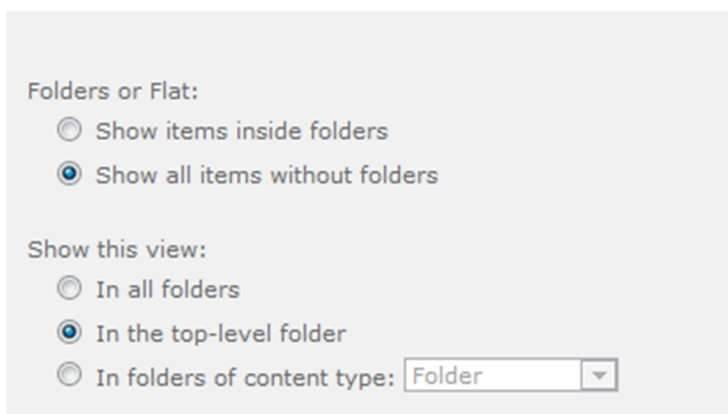 Folders or Flat:
Show items inside folders
Show all items without folders
Show this view:
In all folders
In the top-level folder
In folders of content type: Folder